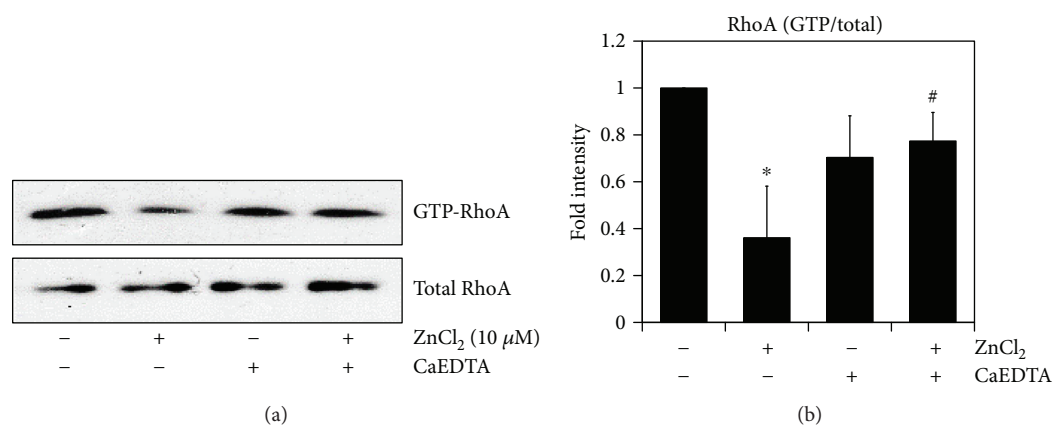 GTP-RhoA
Total RhoA
− + − + ZnCl₂ (10 μM)
− − + + CaEDTA
(a)
RhoA (GTP/total)
Fold intensity
1.2
1
0.8
0.6
0.4
0.2
0
*
#
− + − + ZnCl₂
− − + + CaEDTA
(b)